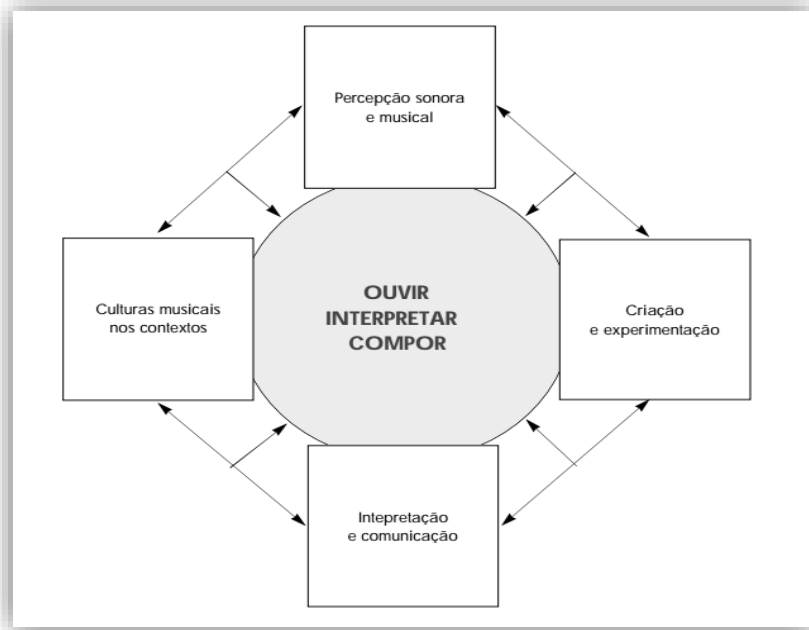 Percepção sonora
e musical
Culturas musicais
nos contextos
OUVIR
INTERPRETAR
COMPOR
Criação
e experimentação
Intepretação
e comunicação